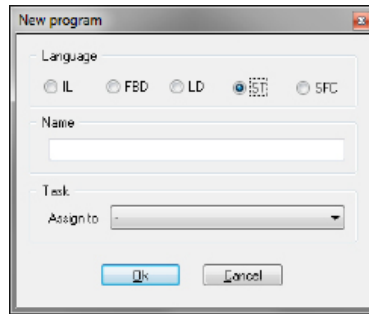 New program
Language
IL FBD LD ST SFC
Name
Task
Assign to -
Ok Cancel